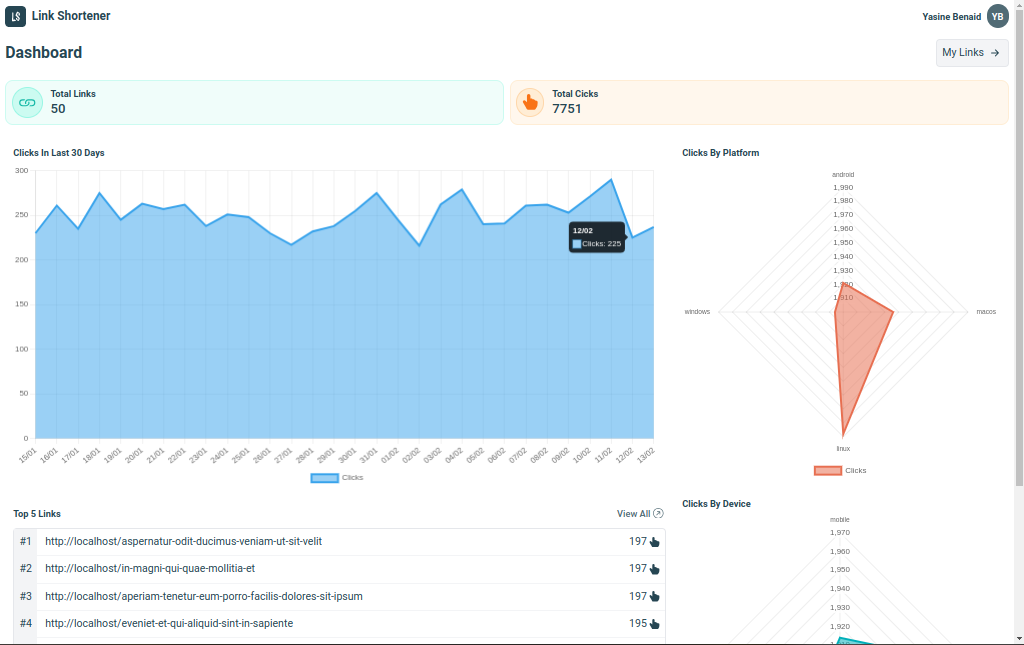 Link Shortener
Yasine Benaid YB
Dashboard
My Links
Total Links
50
Total Cicks
7751
Clicks In Last 30 Days
300
250
200
150
100
50
0
12/02
Clicks: 225
15/01 16/01 17/01 18/01 19/01 20/01 21/01 22/01 23/01 24/01 25/01 26/01 27/01 28/01 29/01 30/01 31/01 01/02 02/02 03/02 04/02 05/02 06/02 07/02 08/02 09/02 10/02 11/02 12/02 13/02
Clicks
Clicks By Platform
android
1,990
1,980
1,970
1,960
1,950
1,940
1,930
1,920
1,910
windows
macos
linux
Clicks
Top 5 Links
View All
#1 http://localhost/aspernatur-odit-ducimus-veniam-ut-sit-velit 197
#2 http://localhost/in-magni-qui-quae-mollitia-et 197
#3 http://localhost/aperiam-tenetur-eum-porro-facilis-dolores-sit-ipsum 197
#4 http://localhost/eveniet-et-qui-aliquid-sint-in-sapiente 195
Clicks By Device
mobile
1,970
1,960
1,950
1,940
1,930
1,920